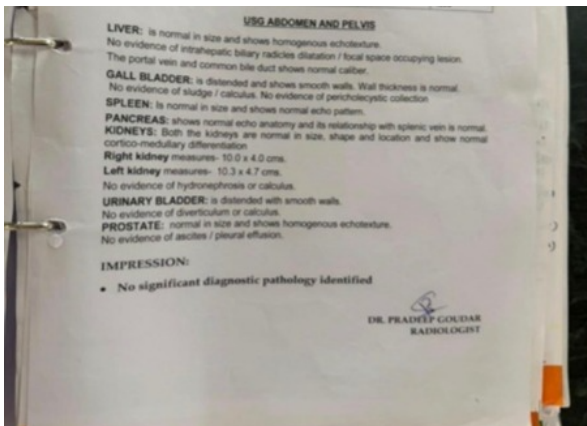 USG ABDOMEN AND PELVIS
LIVER: is normal in size and shows homogenous echotexture.
No evidence of intrahepatic biliary radicles dilatation / focal space occupying lesion.
The portal vein and common bile duct shows normal caliber.
GALL BLADDER: is distended and shows smooth walls. Wall thickness is normal.
No evidence of sludge / calculus. No evidence of pericholecystic collection
SPLEEN: Is normal in size and shows normal echo pattern.
PANCREAS: shows normal echo anatomy and its relationship with splenic vein is normal.
KIDNEYS: Both the kidneys are normal in size, shape and location and show normal
cortico-medullary differentiation
Right kidney measures- 10.0 x 4.0 cms.
Left kidney measures- 10.3 x 4.7 cms.
No evidence of hydronephrosis or calculus.
URINARY BLADDER: is distended with smooth walls.
No evidence of diverticulum or calculus.
PROSTATE: normal in size and shows homogenous echotexture.
No evidence of ascites / pleural effusion.
IMPRESSION:
• No significant diagnostic pathology identified
DR. PRADEEP GOUDAR
RADIOLOGIST